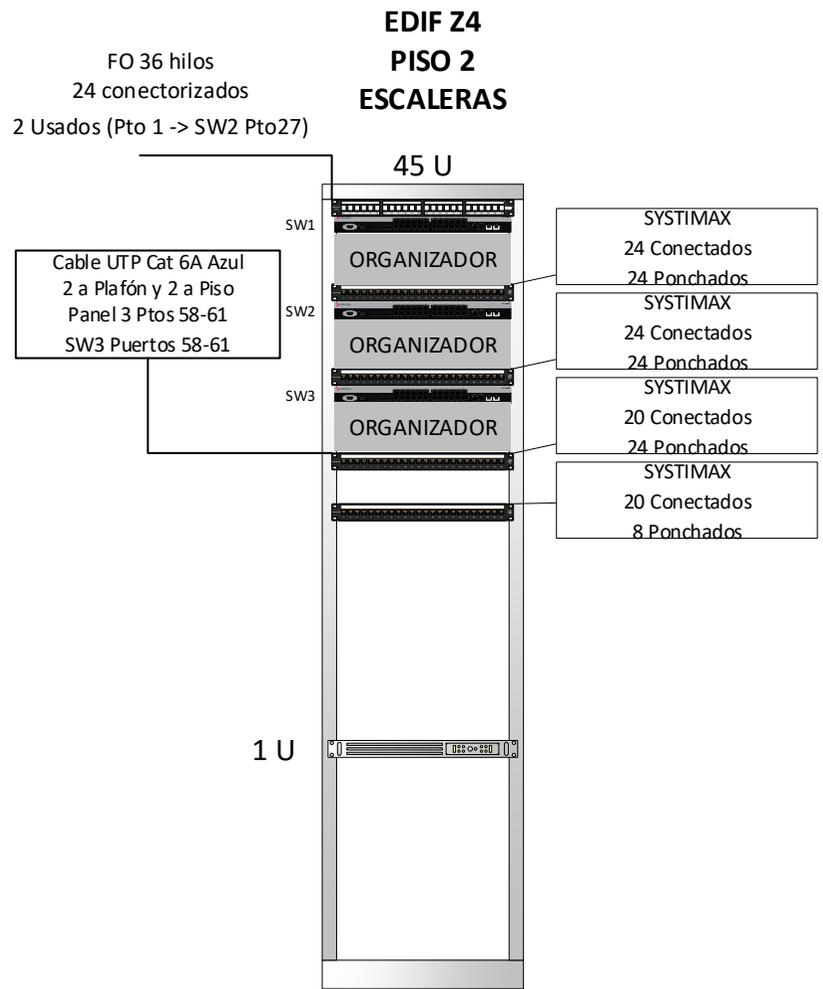 EDIF Z4
PISO 2
ESCALERAS
FO 36 hilos
24 conectorizados
2 Usados (Pto 1 -> SW2 Pto27)
45 U
SW1
ORGANIZADOR
SYSTIMAX
24 Conectados
24 Ponchados
Cable UTP Cat 6A Azul
2 a Plafón y 2 a Piso
Panel 3 Ptos 58-61
SW3 Puertos 58-61
SW2
ORGANIZADOR
SYSTIMAX
24 Conectados
24 Ponchados
SW3
ORGANIZADOR
SYSTIMAX
20 Conectados
24 Ponchados
SYSTIMAX
20 Conectados
8 Ponchados
1 U